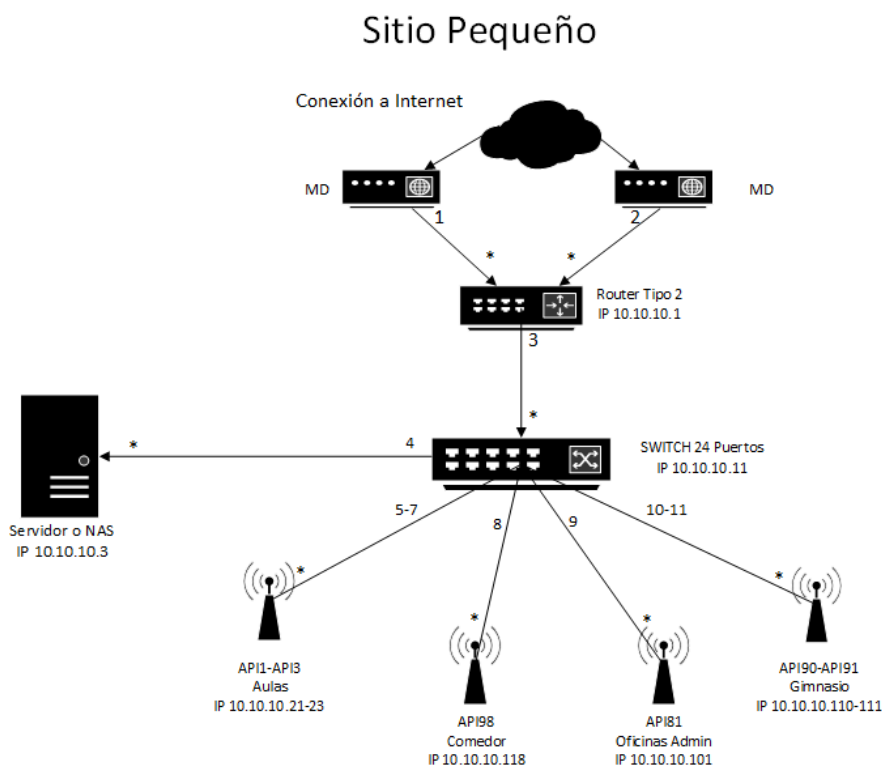 Sitio Pequeño
Conexión a Internet
MD
MD
1
2
*
*
Router Tipo 2
IP 10.10.10.1
3
*
*
4
SWITCH 24 Puertos
IP 10.10.10.11
5-7
8
9
10-11
Servidor o NAS
IP 10.10.10.3
*
*
*
*
API1-API3
Aulas
IP 10.10.10.21-23
API98
Comedor
IP 10.10.10.118
API81
Oficinas Admin
IP 10.10.10.101
API90-API91
Gimnasio
IP 10.10.10.110-111